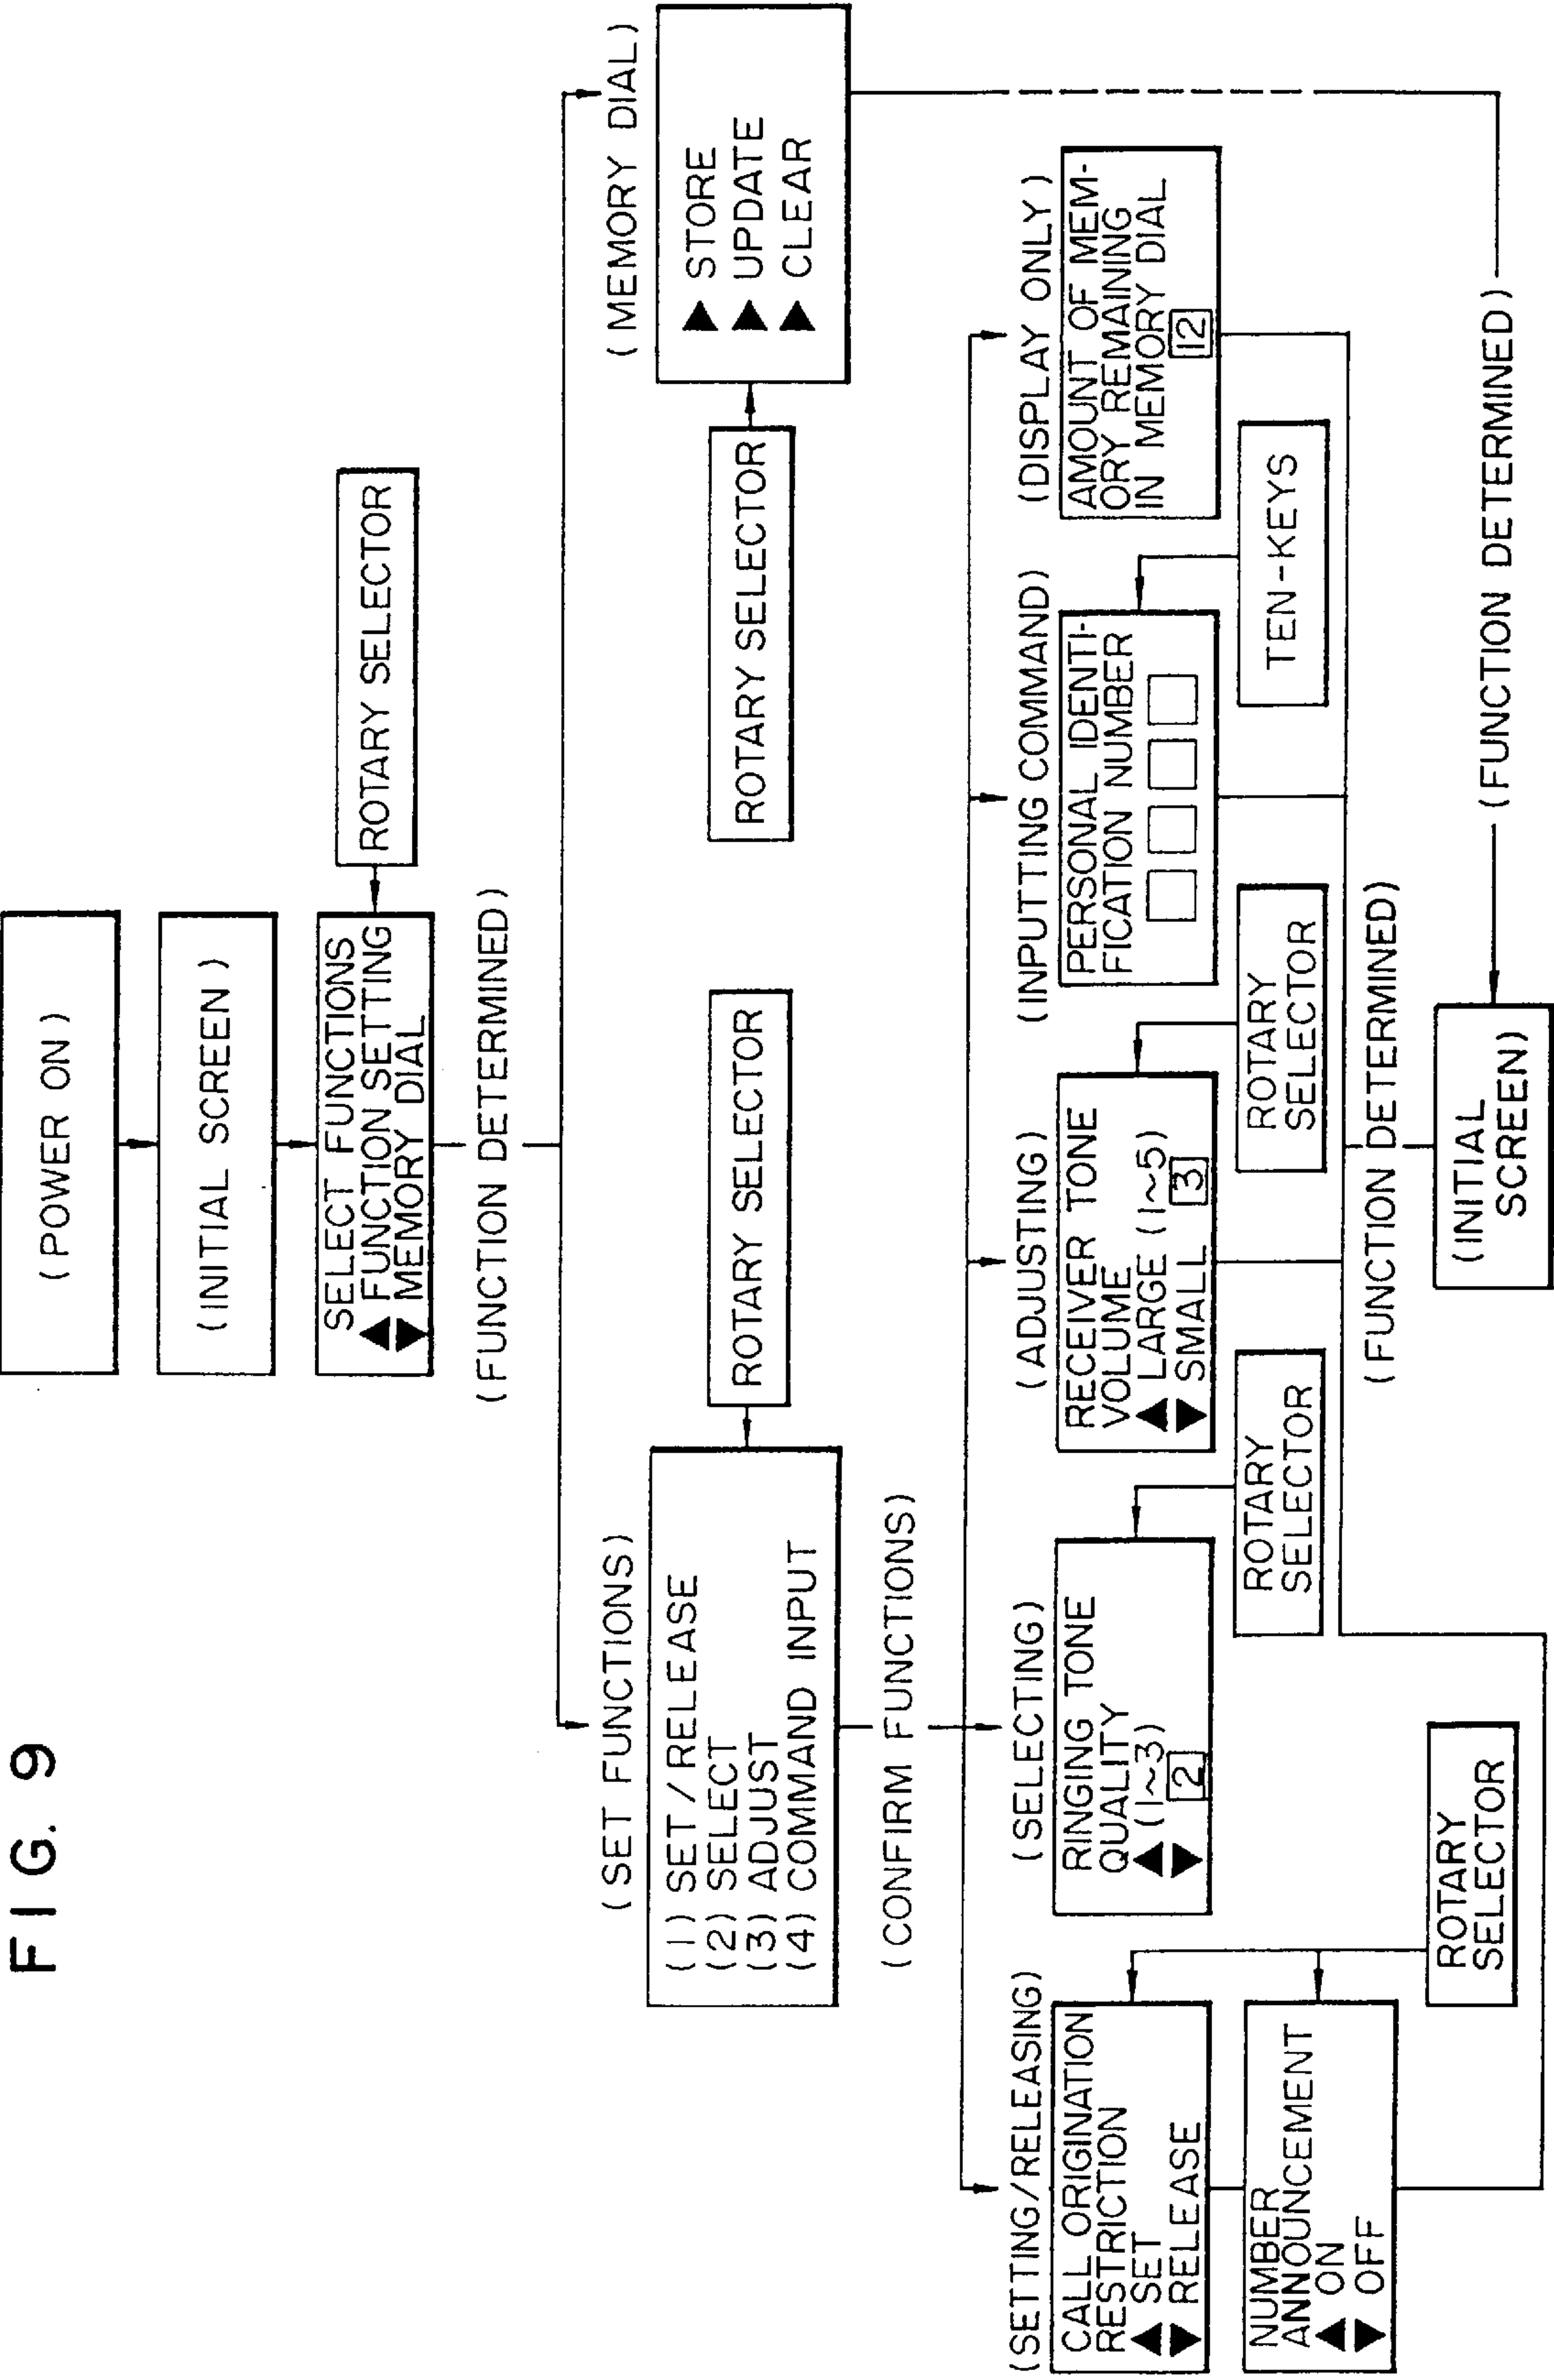 FIG. 9
(POWER ON)
(INITIAL SCREEN)
SELECT FUNCTIONS
▲ FUNCTION SETTING
▼ MEMORY DIAL
ROTARY SELECTOR
(FUNCTION DETERMINED)
(SET FUNCTIONS)
(1) SET/RELEASE
(2) SELECT
(3) ADJUST
(4) COMMAND INPUT
ROTARY SELECTOR
ROTARY SELECTOR
(MEMORY DIAL)
▲ STORE
▲ UPDATE
▲ CLEAR
(CONFIRM FUNCTIONS)
(SETTING/RELEASING)
CALL ORIGINATION
RESTRICTION
▲ SET
▼ RELEASE
NUMBER
ANNOUNCEMENT
▲ ON
▼ OFF
ROTARY
SELECTOR
(SELECTING)
RINGING TONE
QUALITY
▲ (1~3)
▼ 2
ROTARY
SELECTOR
(ADJUSTING)
RECEIVER TONE
VOLUME
▲ LARGE (1~5)
▼ SMALL 3
ROTARY
SELECTOR
(INPUTTING COMMAND)
PERSONAL IDENTI-
FICATION NUMBER
TEN-KEYS
(DISPLAY ONLY)
AMOUNT OF MEM-
ORY REMAINING
IN MEMORY DIAL
12
(FUNCTION DETERMINED)
(FUNCTION DETERMINED)
(INITIAL
SCREEN)